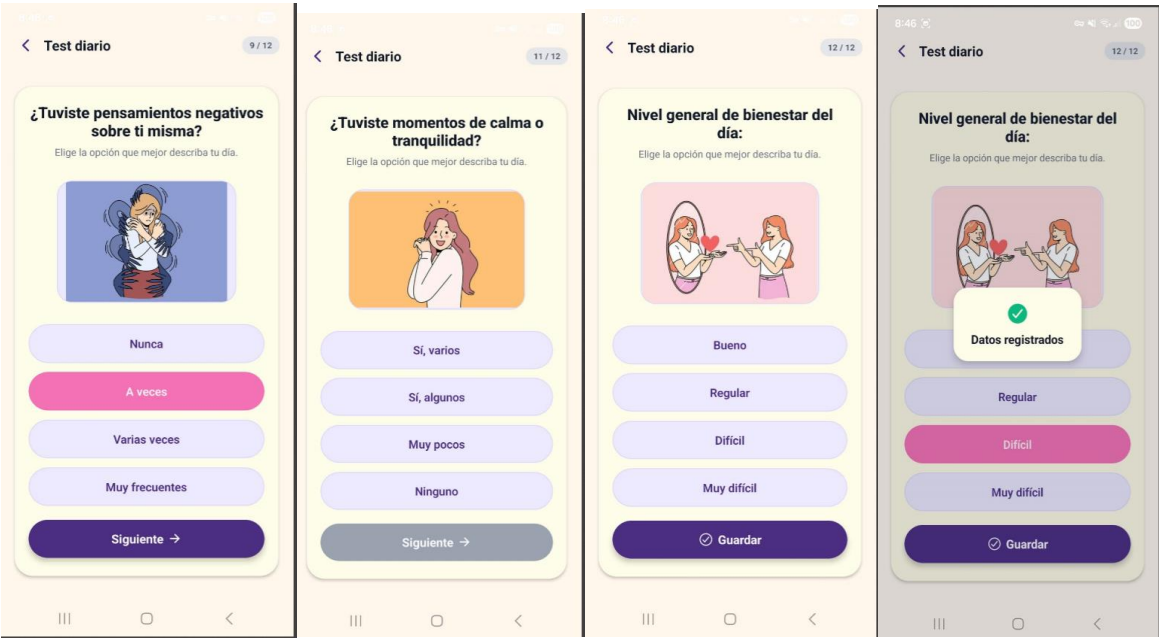 Test diario
9 / 12
¿Tuviste pensamientos negativos
sobre ti misma?
Elige la opción que mejor describa tu día.
Nunca
A veces
Varias veces
Muy frecuentes
Siguiente →
Test diario
11 / 12
¿Tuviste momentos de calma o
tranquilidad?
Elige la opción que mejor describa tu día.
Sí, varios
Sí, algunos
Muy pocos
Ninguno
Siguiente →
Test diario
12 / 12
Nivel general de bienestar del
día:
Elige la opción que mejor describa tu día.
Bueno
Regular
Difícil
Muy difícil
Guardar
8:46
100
Test diario
12 / 12
Nivel general de bienestar del
día:
Elige la opción que mejor describa tu día.
Datos registrados
Regular
Difícil
Muy difícil
Guardar